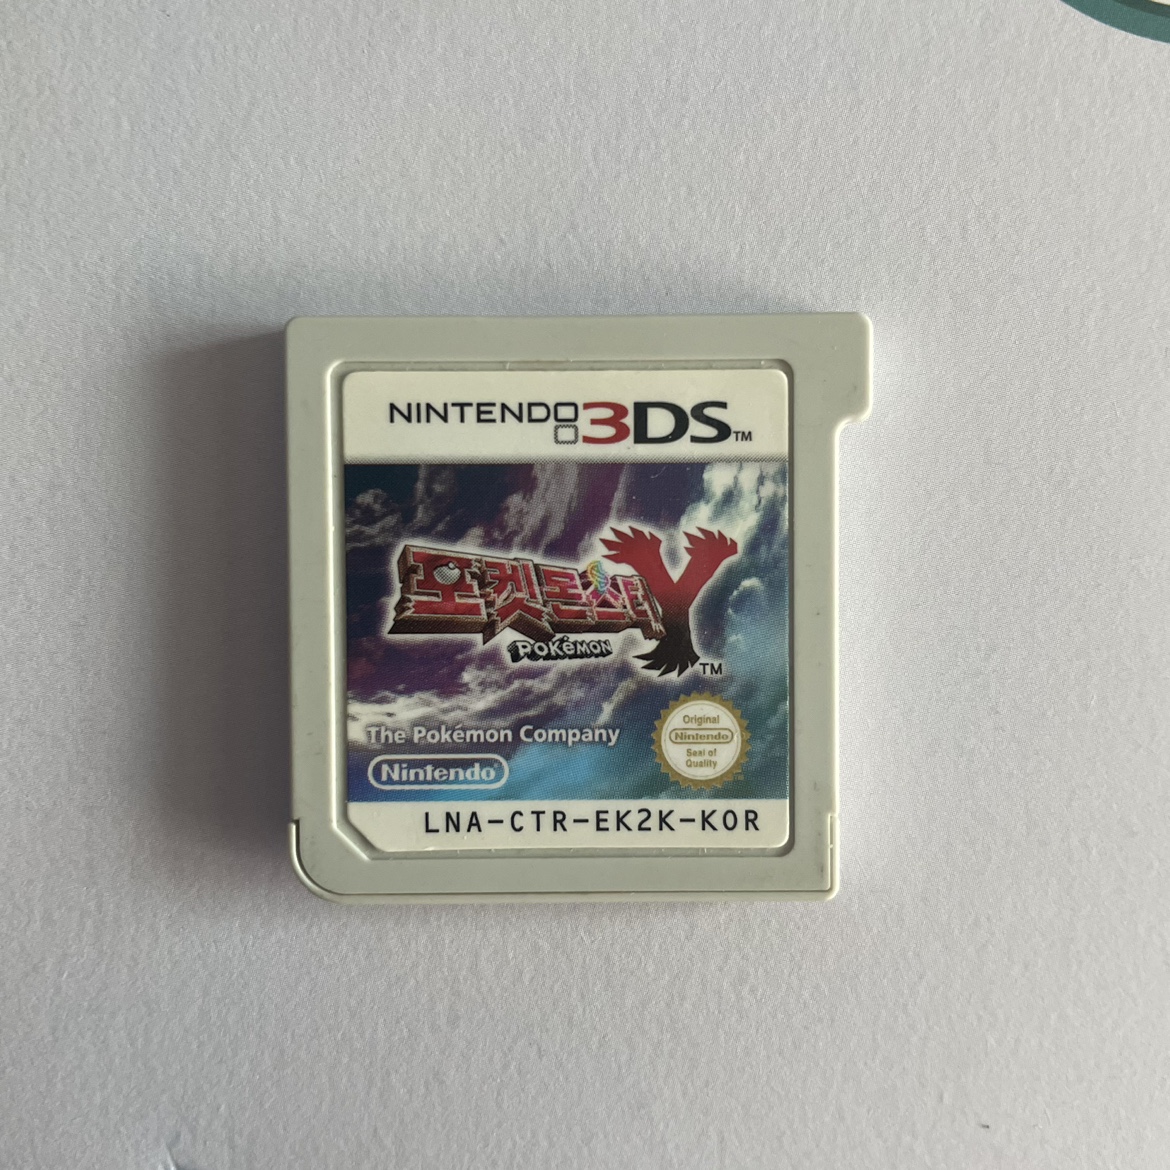 NINTENDO 3DS™
포켓몬스터 Y
POKéMON
™
The Pokémon Company
Nintendo®
Original
Nintendo®
Seal of
Quality
LNA-CTR-EK2K-KOR